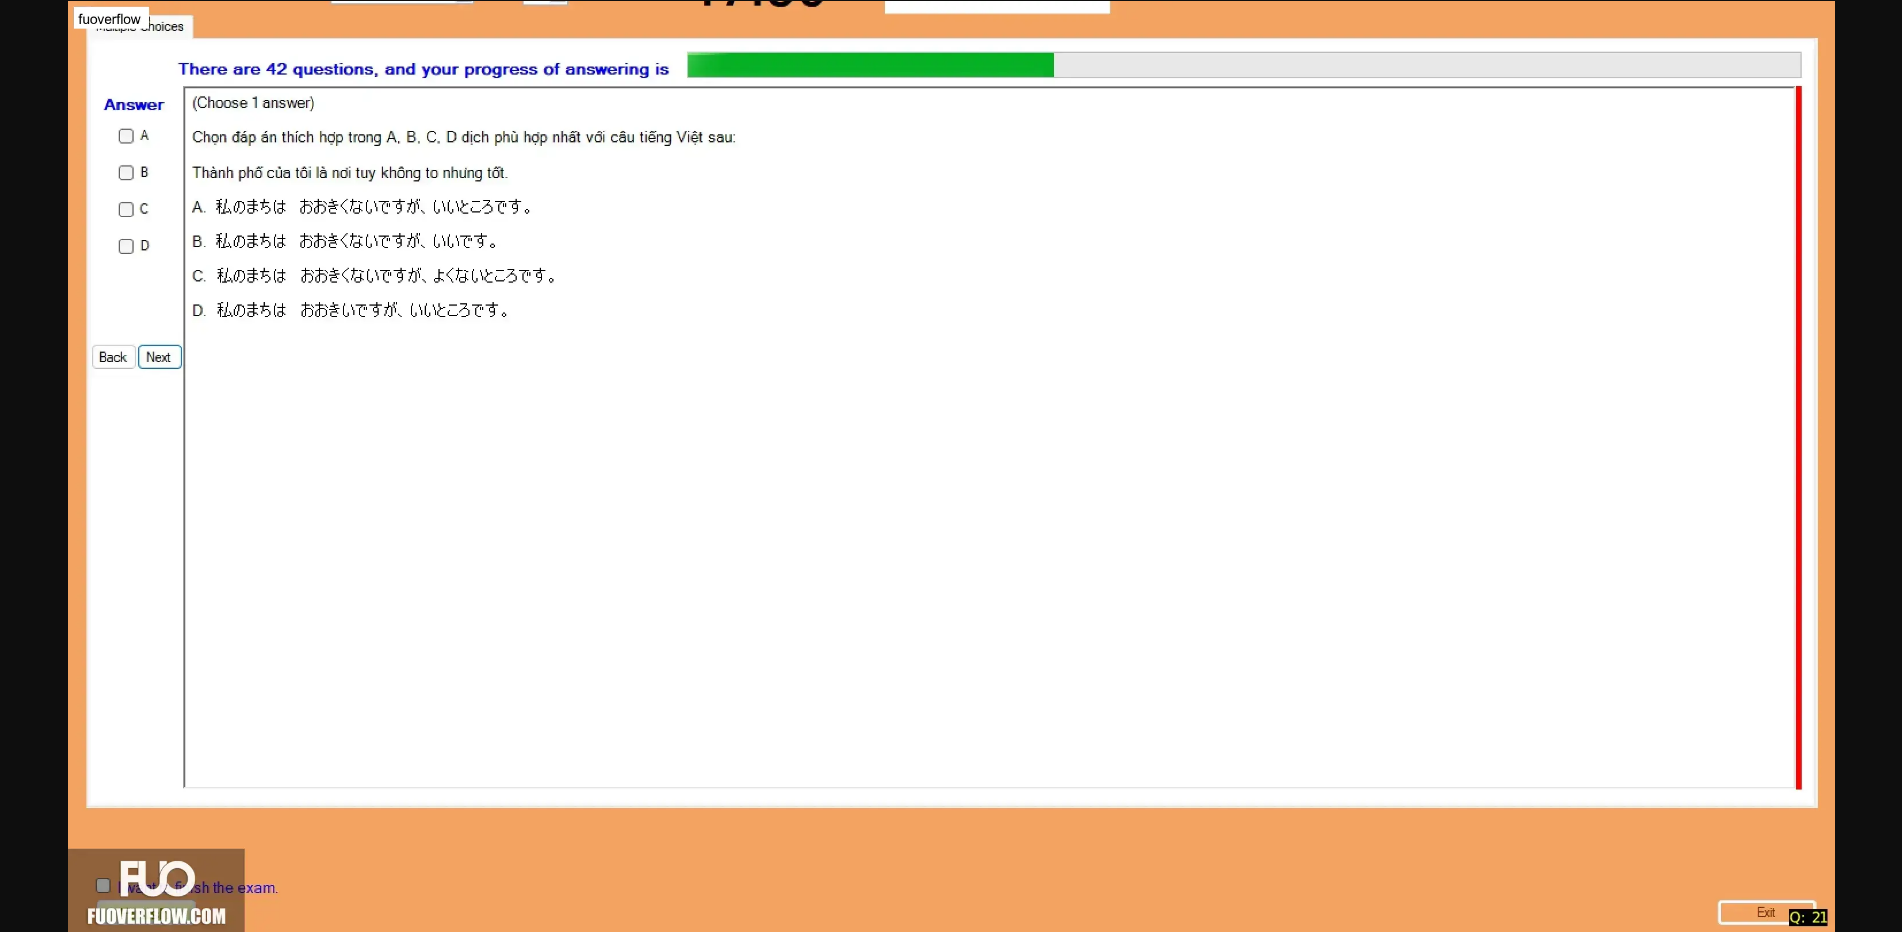 fuoverflow
There are 42 questions, and your progress of answering is
Answer
A
B
C
D
Back Next
(Choose 1 answer)
Chọn đáp án thích hợp trong A, B, C, D dịch phù hợp nhất với câu tiếng Việt sau:
Thành phố của tôi là nơi tuy không to nhưng tốt.
A. 私のまちは おおきくないですが、いいところです。
B. 私のまちは おおきくないですが、いいです。
C. 私のまちは おおきくないですが、よくないところです。
D. 私のまちは おおきいですが、いいところです。
FUO
the exam.
FUOVERFLOW.COM
Exit
Q: 21